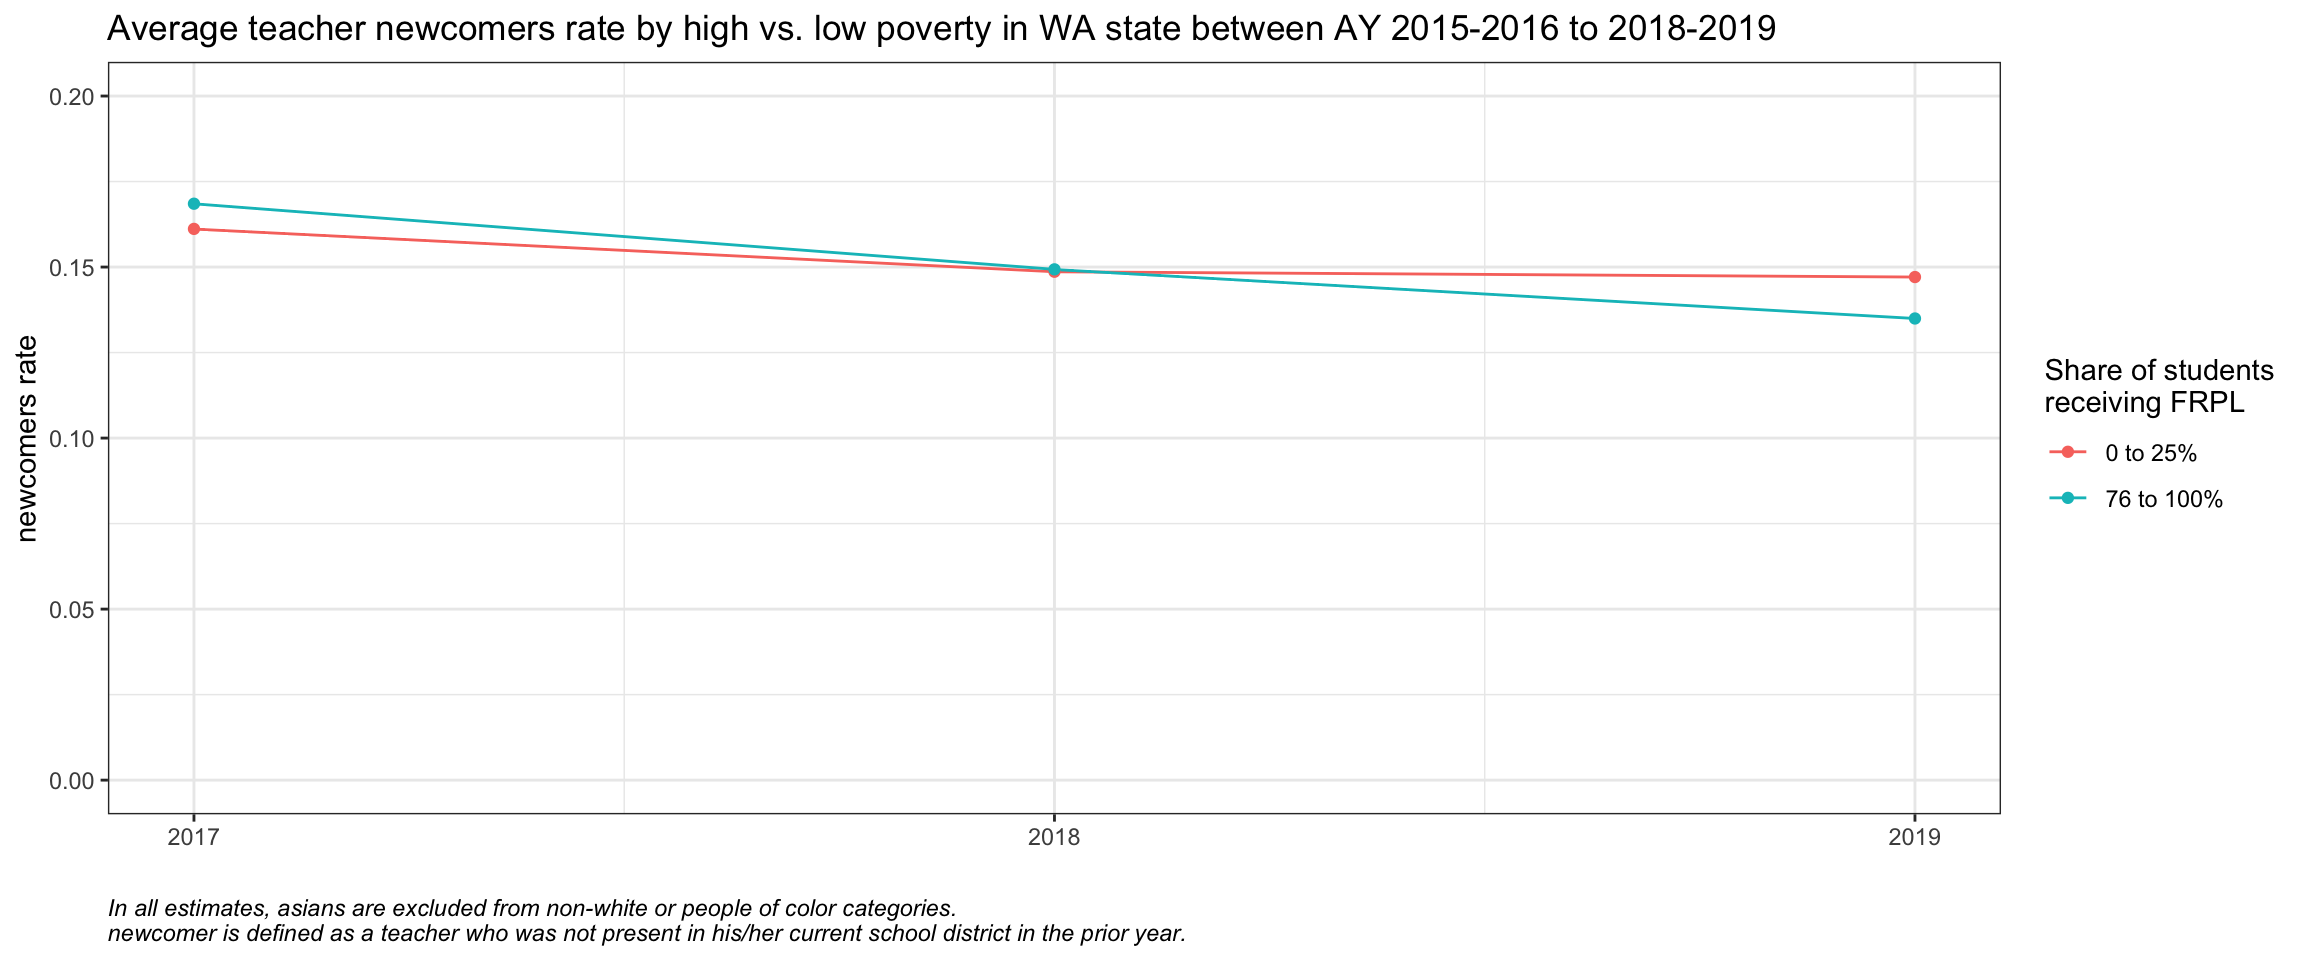 Average teacher newcomers rate by high vs. low poverty in WA state between AY 2015-2016 to 2018-2019
newcomers rate
0.20
0.15
0.10
0.05
0.00
2017 2018 2019
Share of students
receiving FRPL
0 to 25%
76 to 100%
In all estimates, asians are excluded from non-white or people of color categories.
newcomer is defined as a teacher who was not present in his/her current school district in the prior year.